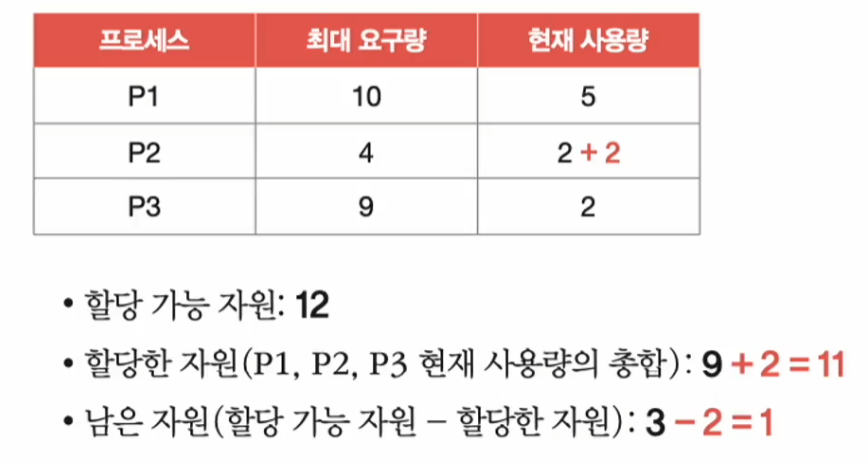 프로세스 최대 요구량 현재 사용량
P1 10 5
P2 4 2 + 2
P3 9 2
• 할당 가능 자원: 12
• 할당한 자원(P1, P2, P3 현재 사용량의 총합): 9 + 2 = 11
• 남은 자원(할당 가능 자원 – 할당한 자원): 3 – 2 = 1